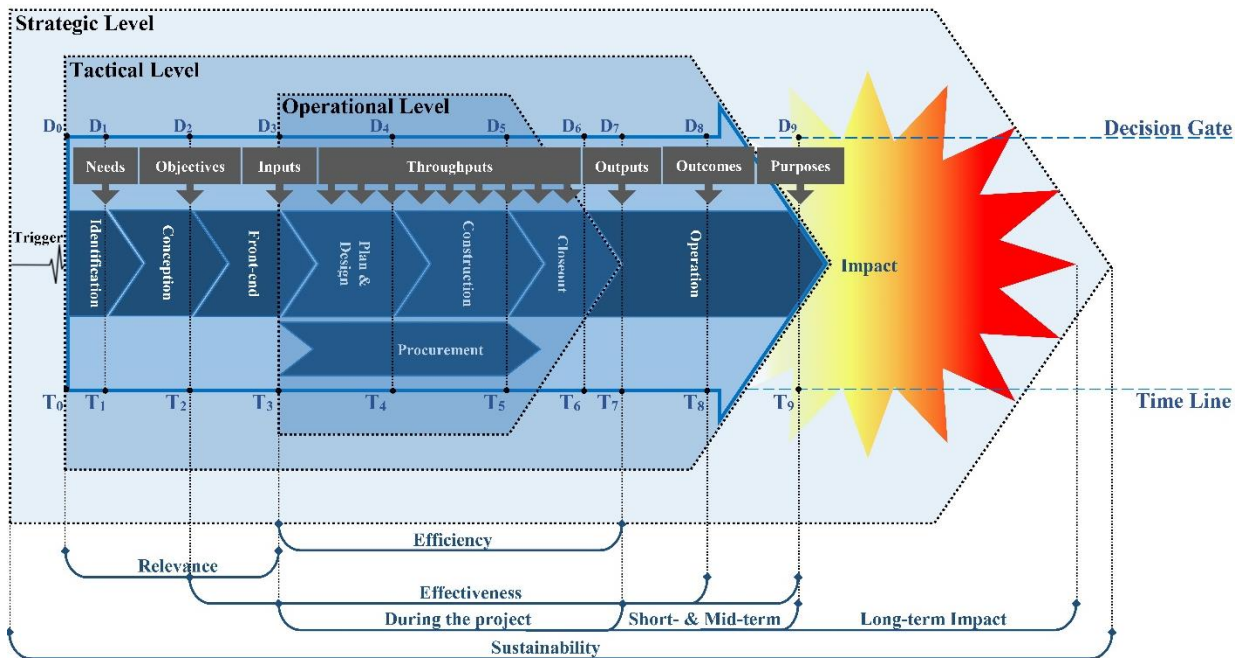 Strategic Level
Tactical Level
Operational Level
D0 D1 D2 D3 D4 D5 D6 D7 D8 D9
Decision Gate
Needs Objectives Inputs Throughputs Outputs Outcomes Purposes
Trigger
Identification
Conception
Front-end
Plan &
Design
Construction
Closeout
Operation
Impact
Procurement
T0 T1 T2 T3 T4 T5 T6 T7 T8 T9
Time Line
Efficiency
Relevance
Effectiveness
During the project Short- & Mid-term Long-term Impact
Sustainability